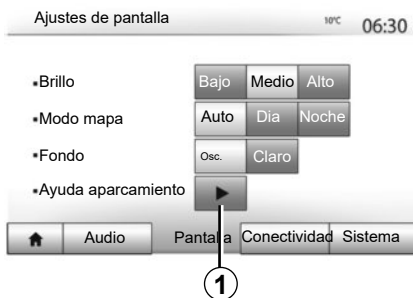 Ajustes de pantalla 10°C 06:30
▪Brillo Bajo Medio Alto
▪Modo mapa Auto Dia Noche
▪Fondo Osc. Claro
▪Ayuda aparcamiento
Audio Pantalla Conectividad Sistema
1